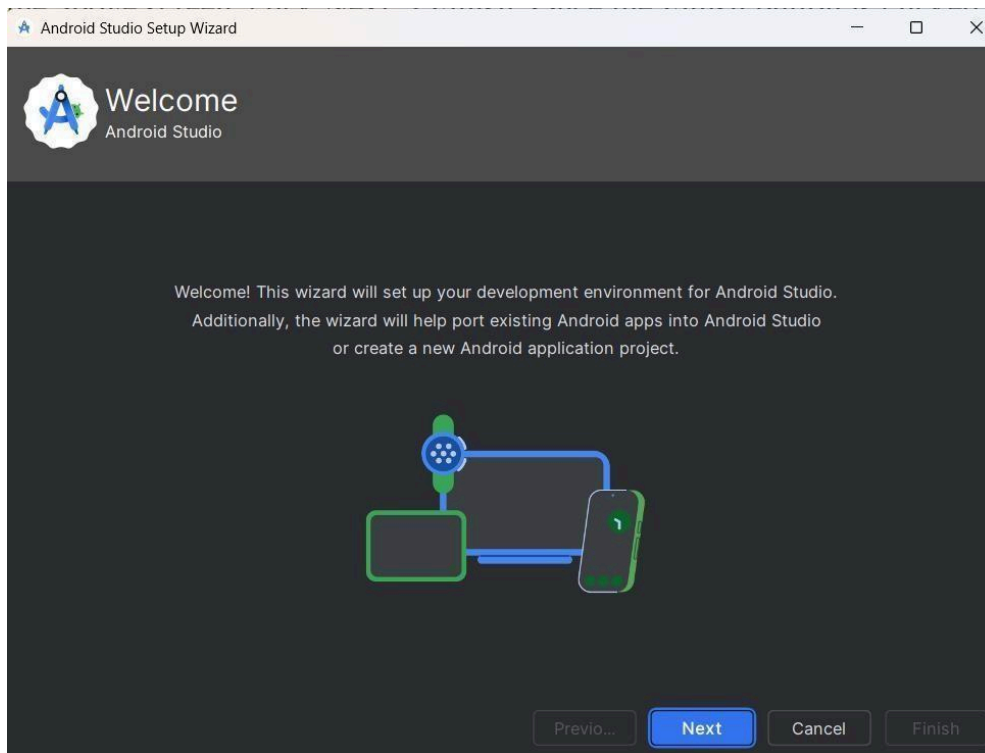 Android Studio Setup Wizard
Welcome
Android Studio
Welcome! This wizard will set up your development environment for Android Studio.
Additionally, the wizard will help port existing Android apps into Android Studio
or create a new Android application project.
Previo...
Next
Cancel
Finish